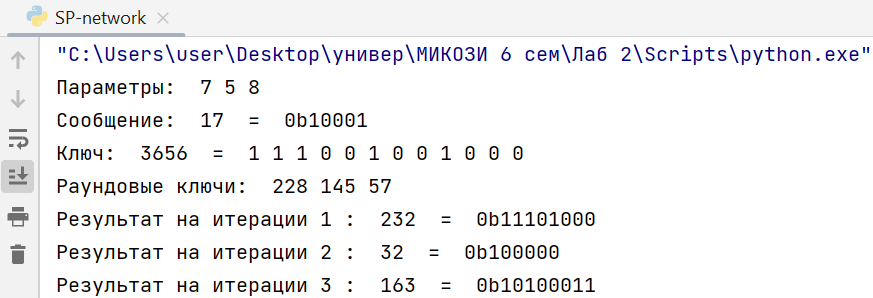 SP-network
"C:\Users\user\Desktop\универ\МИКОЗИ 6 сем\Лаб 2\Scripts\python.exe"
Параметры:  7 5 8
Сообщение:  17  =  0b10001
Ключ:  3656  =  1 1 1 0 0 1 0 0 1 0 0 0
Раундовые ключи:  228 145 57
Результат на итерации 1 :  232  =  0b11101000
Результат на итерации 2 :  32  =  0b100000
Результат на итерации 3 :  163  =  0b10100011